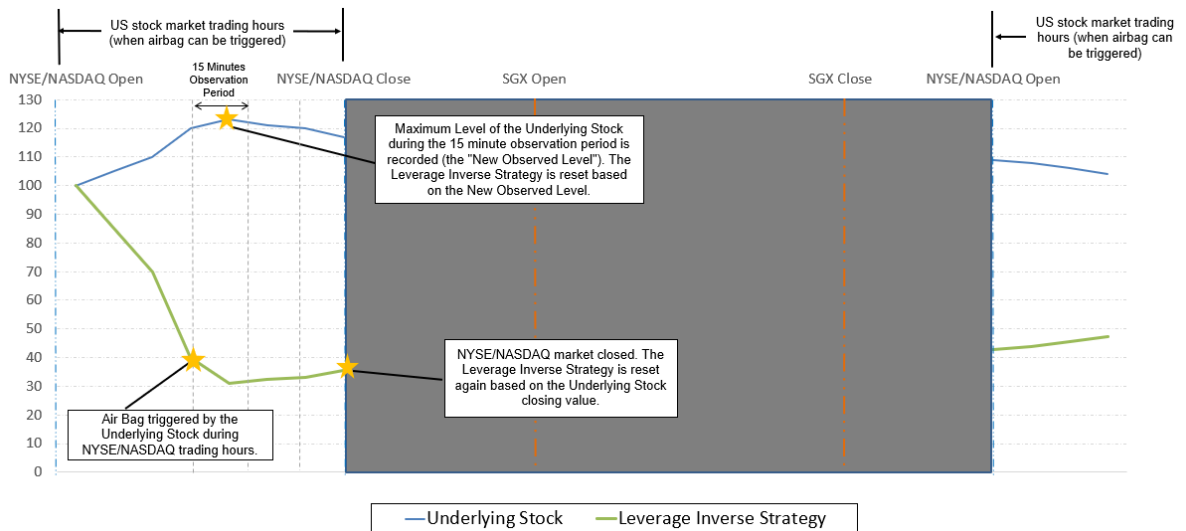 US stock market trading hours
(when airbag can be triggered)
US stock market trading
hours (when airbag can
be triggered)
15 Minutes
Observation
Period
NYSE/NASDAQ Open
NYSE/NASDAQ Close
SGX Open
SGX Close
NYSE/NASDAQ Open
130
120
110
100
90
80
70
60
50
40
30
20
10
0
Maximum Level of the Underlying Stock
during the 15 minute observation period is
recorded (the "New Observed Level"). The
Leverage Inverse Strategy is reset based
on the New Observed Level.
NYSE/NASDAQ market closed. The
Leverage Inverse Strategy is reset
again based on the Underlying Stock
closing value.
Air Bag triggered by the
Underlying Stock during
NYSE/NASDAQ trading hours.
Underlying Stock
Leverage Inverse Strategy